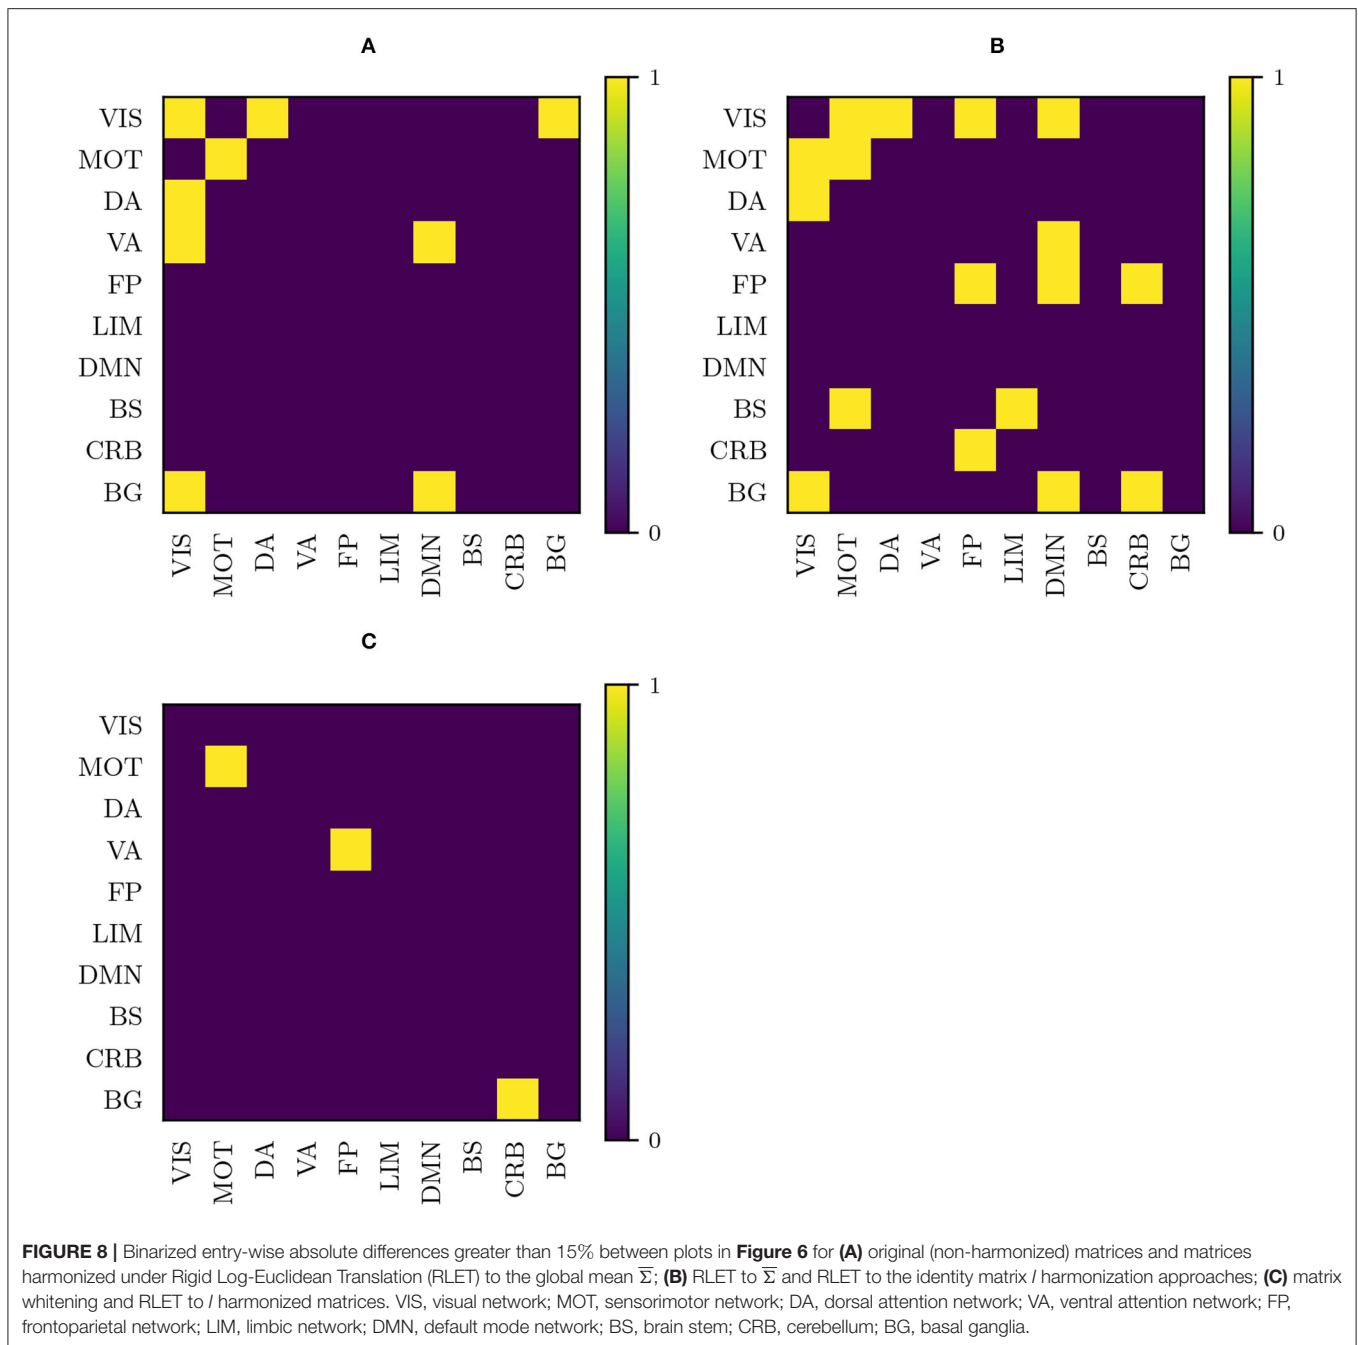 A
B
1
VIS
MOT
DA
VA
FP
LIM
DMN
BS
CRB
BG
0
VIS
MOT
DA
VA
FP
LIM
DMN
BS
CRB
BG
1
VIS
MOT
DA
VA
FP
LIM
DMN
BS
CRB
BG
0
VIS
MOT
DA
VA
FP
LIM
DMN
BS
CRB
BG
C
1
VIS
MOT
DA
VA
FP
LIM
DMN
BS
CRB
BG
0
VIS
MOT
DA
VA
FP
LIM
DMN
BS
CRB
BG
FIGURE 8 | Binarized entry-wise absolute differences greater than 15% between plots in Figure 6 for (A) original (non-harmonized) matrices and matrices
harmonized under Rigid Log-Euclidean Translation (RLET) to the global mean Σ̅; (B) RLET to Σ̅ and RLET to the identity matrix I harmonization approaches; (C) matrix
whitening and RLET to I harmonized matrices. VIS, visual network; MOT, sensorimotor network; DA, dorsal attention network; VA, ventral attention network; FP,
frontoparietal network; LIM, limbic network; DMN, default mode network; BS, brain stem; CRB, cerebellum; BG, basal ganglia.